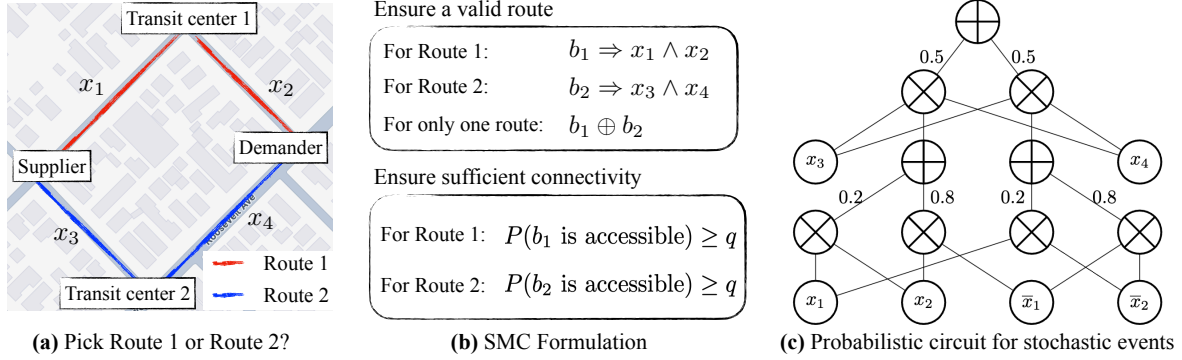 Transit center 1
x₁
x₂
Supplier
Demander
x₃
x₄
Roosevelt Ave
Route 1
Route 2
Transit center 2
(a) Pick Route 1 or Route 2?
Ensure a valid route
For Route 1: b₁ ⇒ x₁ ∧ x₂
For Route 2: b₂ ⇒ x₃ ∧ x₄
For only one route: b₁ ⊕ b₂
Ensure sufficient connectivity
For Route 1: P(b₁ is accessible) ≥ q
For Route 2: P(b₂ is accessible) ≥ q
(b) SMC Formulation
0.5 0.5
x₃ x₄
0.2 0.8 0.2 0.8
x₁ x₂ x̅₁ x̅₂
(c) Probabilistic circuit for stochastic events